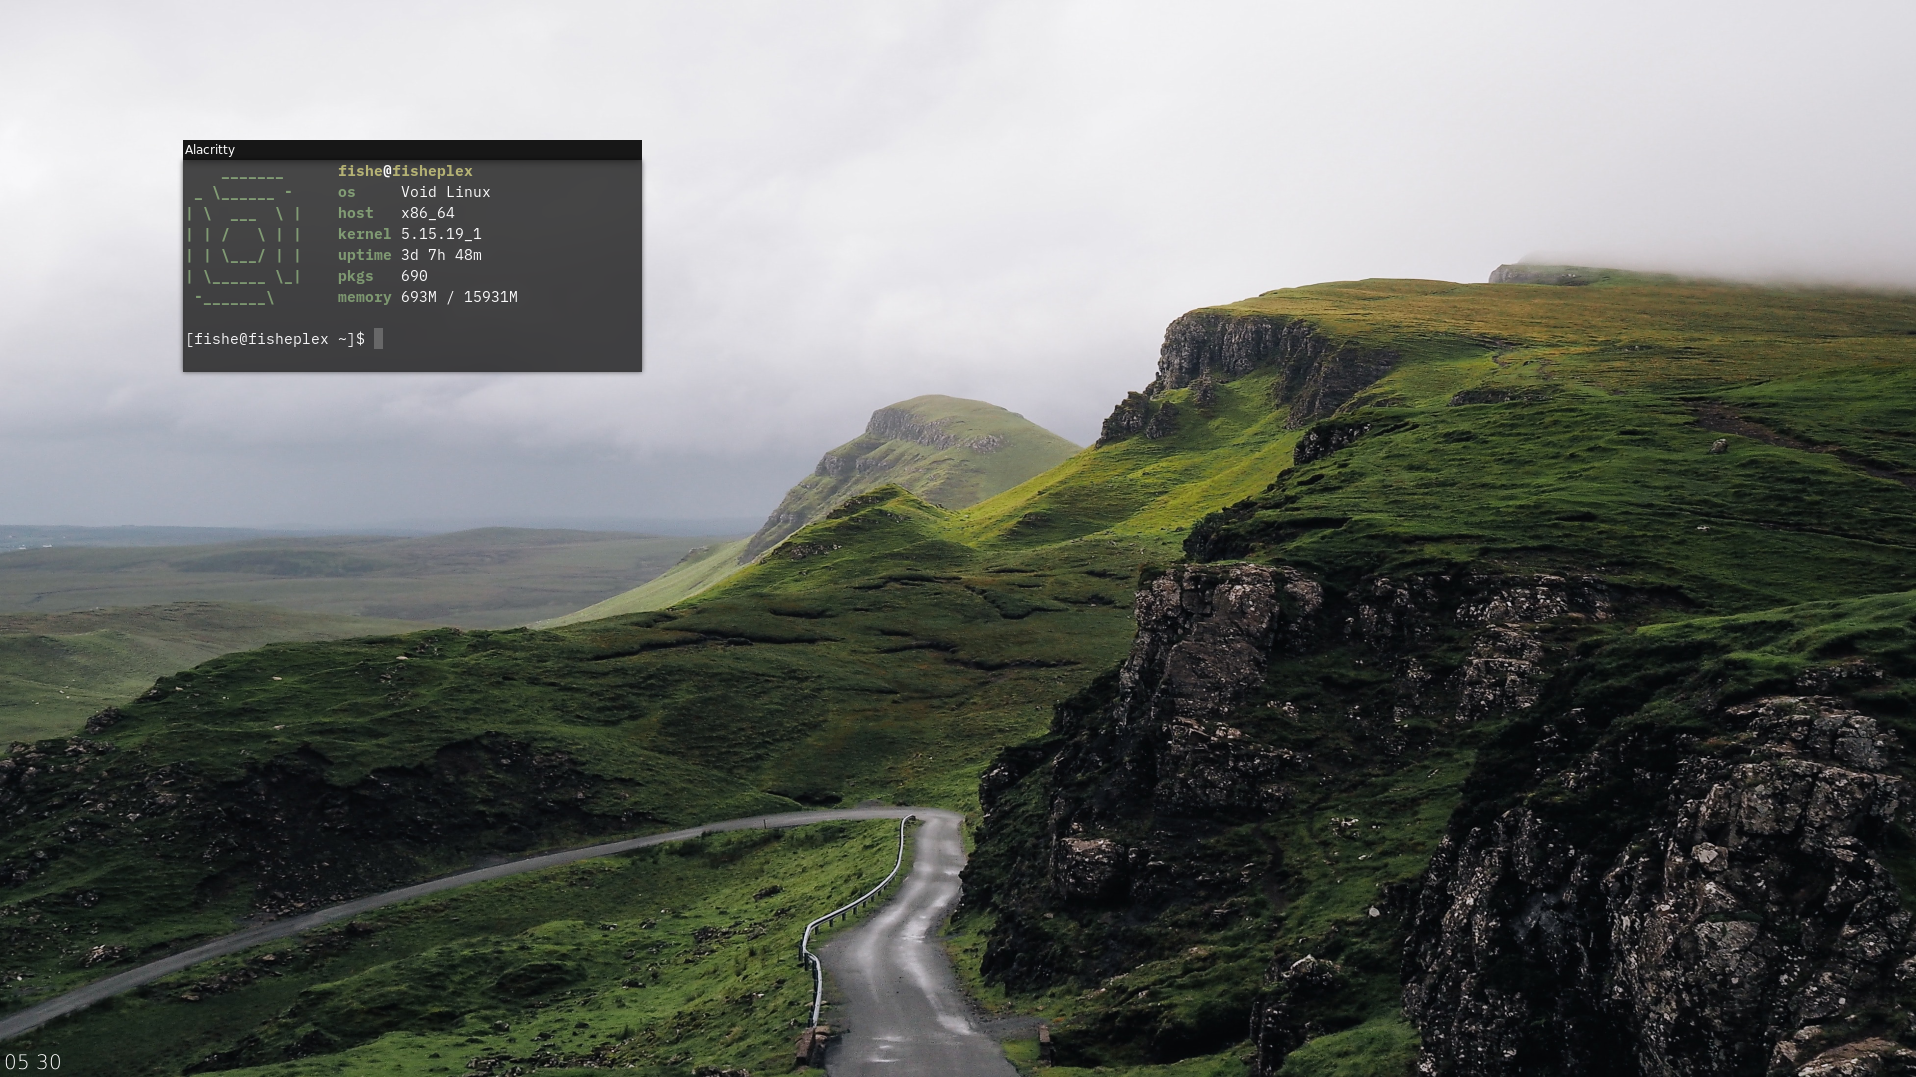 Alacritty
fishe@fisheplex
os Void Linux
host x86_64
kernel 5.15.19_1
uptime 3d 7h 48m
pkgs 690
memory 693M / 15931M
[fishe@fisheplex ~]$
05 30